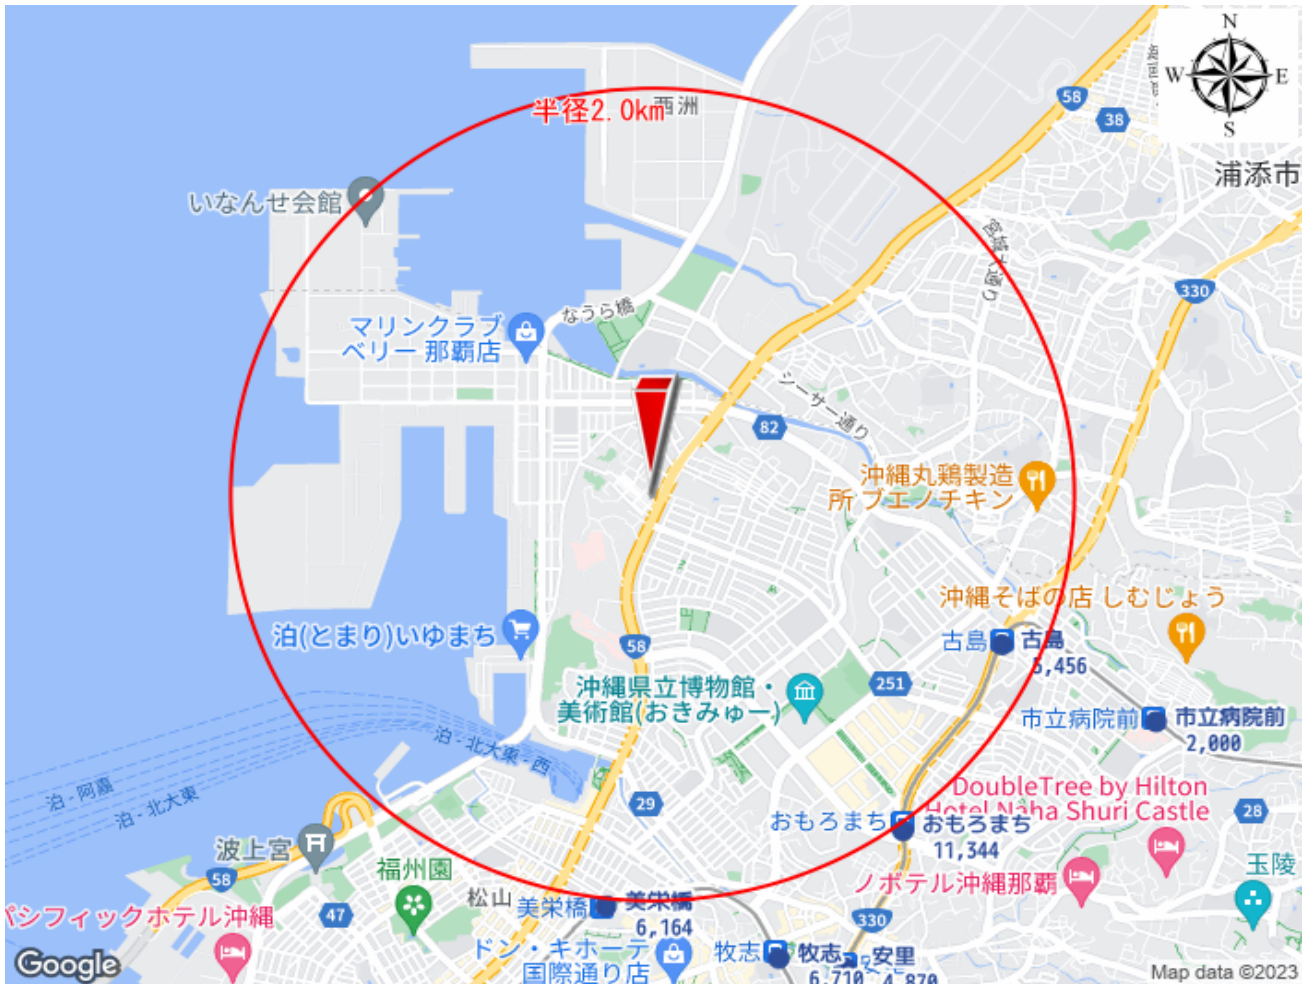 N
W
E
S
半径2.0km
西洲
58
38
浦添市
いなんせ会館
宮城大通り
330
なうら橋
マリンクラブ
ベリー 那覇店
シーサー通り
82
沖縄丸鶏製造
所 ブエノチキン
沖縄そばの店 しむじょう
泊(とまり)いゆまち
58
古島
古島
5,456
沖縄県立博物館・
美術館(おきみゅー)
251
市立病院前
市立病院前
2,000
泊 - 北大東 - 西
泊 - 阿嘉
泊 - 北大東
29
DoubleTree by Hilton
Hotel Naha Shuri Castle
28
おもろまち
おもろまち
11,344
波上宮
福州園
58
47
松山
美栄橋
美栄橋
6,164
ノボテル沖縄那覇
玉陵
パシフィックホテル沖縄
330
ドン・キホーテ
国際通り店
牧志
牧志
6,710
安里
4,870
Google
Map data ©2023